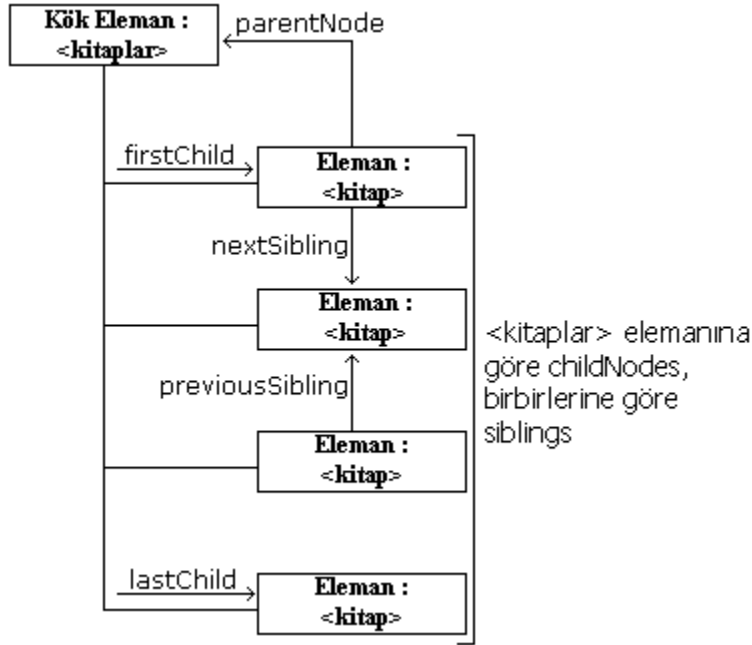 Kök Eleman :
<kitaplar>
parentNode
firstChild
Eleman :
<kitap>
nextSibling
Eleman :
<kitap>
previousSibling
<kitaplar> elemanına
göre childNodes,
birbirlerine göre
siblings
Eleman :
<kitap>
lastChild
Eleman :
<kitap>